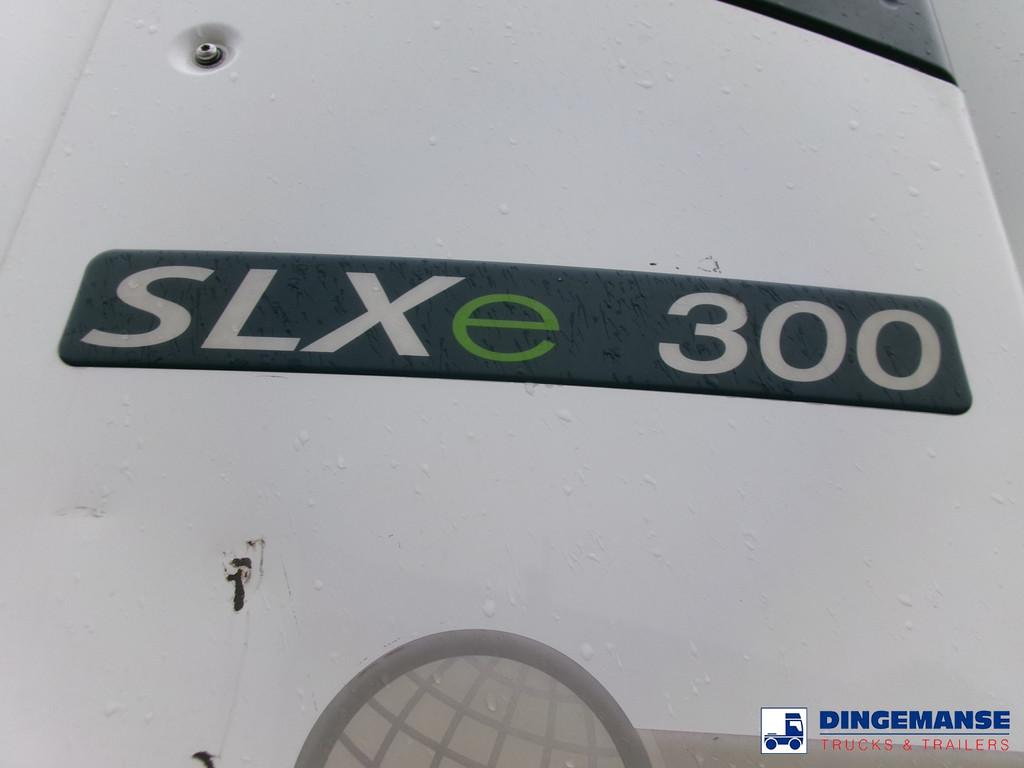 SLXe 300
DINGEMANSE
TRUCKS & TRAILERS